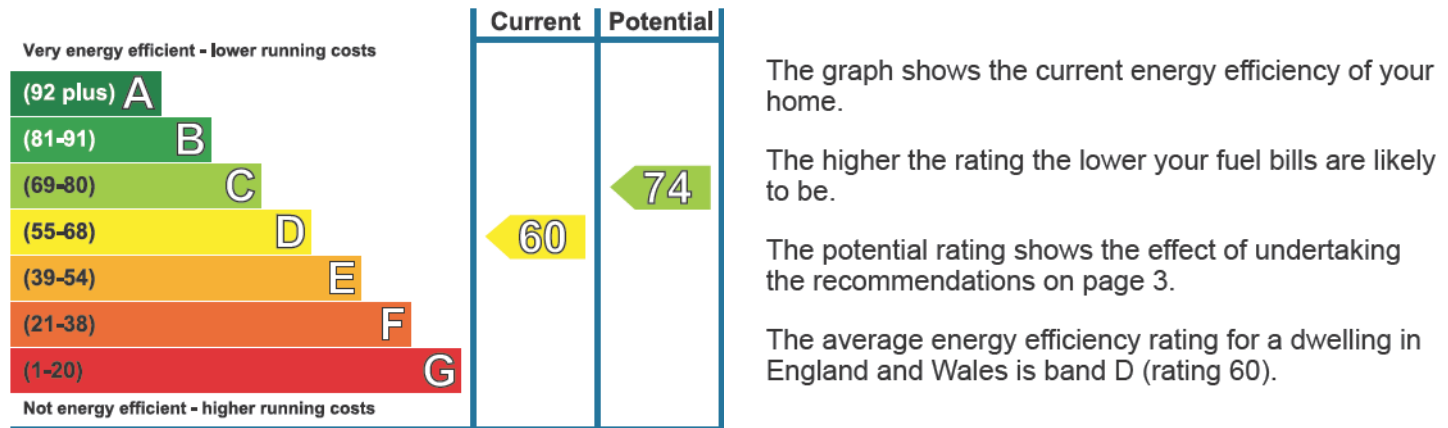 Current Potential
Very energy efficient - lower running costs
(92 plus) A
(81-91) B
(69-80) C
74
(55-68) D
60
(39-54) E
(21-38) F
(1-20) G
Not energy efficient - higher running costs
The graph shows the current energy efficiency of your
home.
The higher the rating the lower your fuel bills are likely
to be.
The potential rating shows the effect of undertaking
the recommendations on page 3.
The average energy efficiency rating for a dwelling in
England and Wales is band D (rating 60).